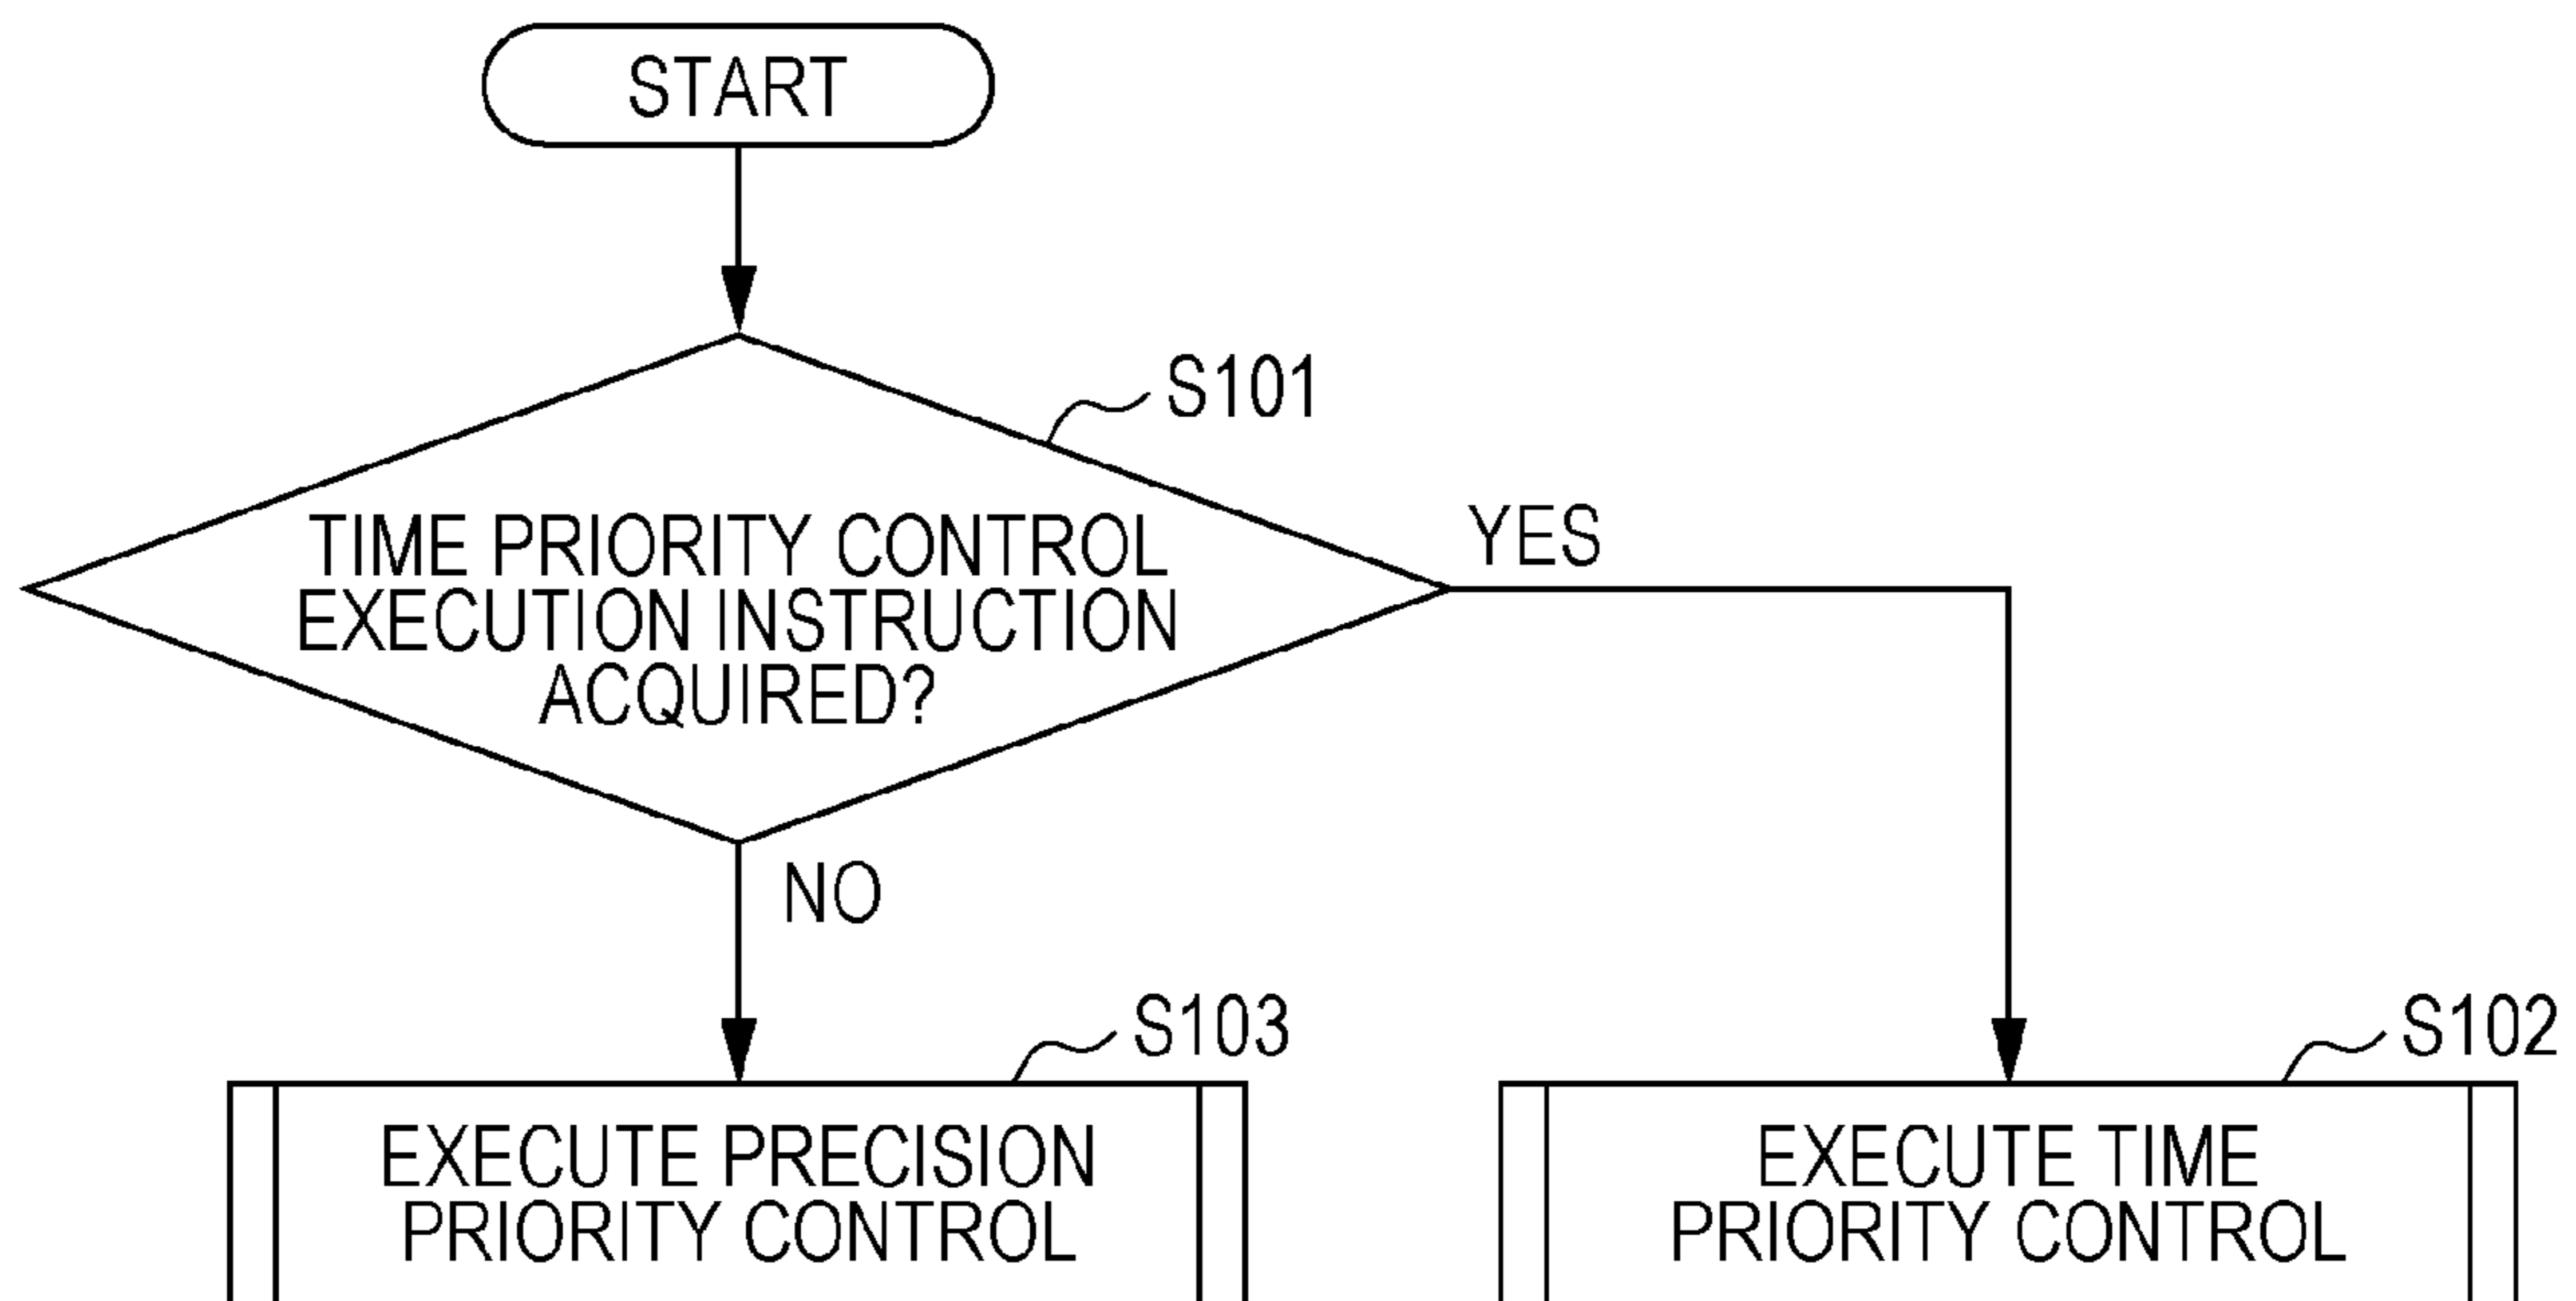 START
S101
TIME PRIORITY CONTROL
EXECUTION INSTRUCTION
ACQUIRED?
YES
NO
S103
EXECUTE PRECISION
PRIORITY CONTROL
S102
EXECUTE TIME
PRIORITY CONTROL